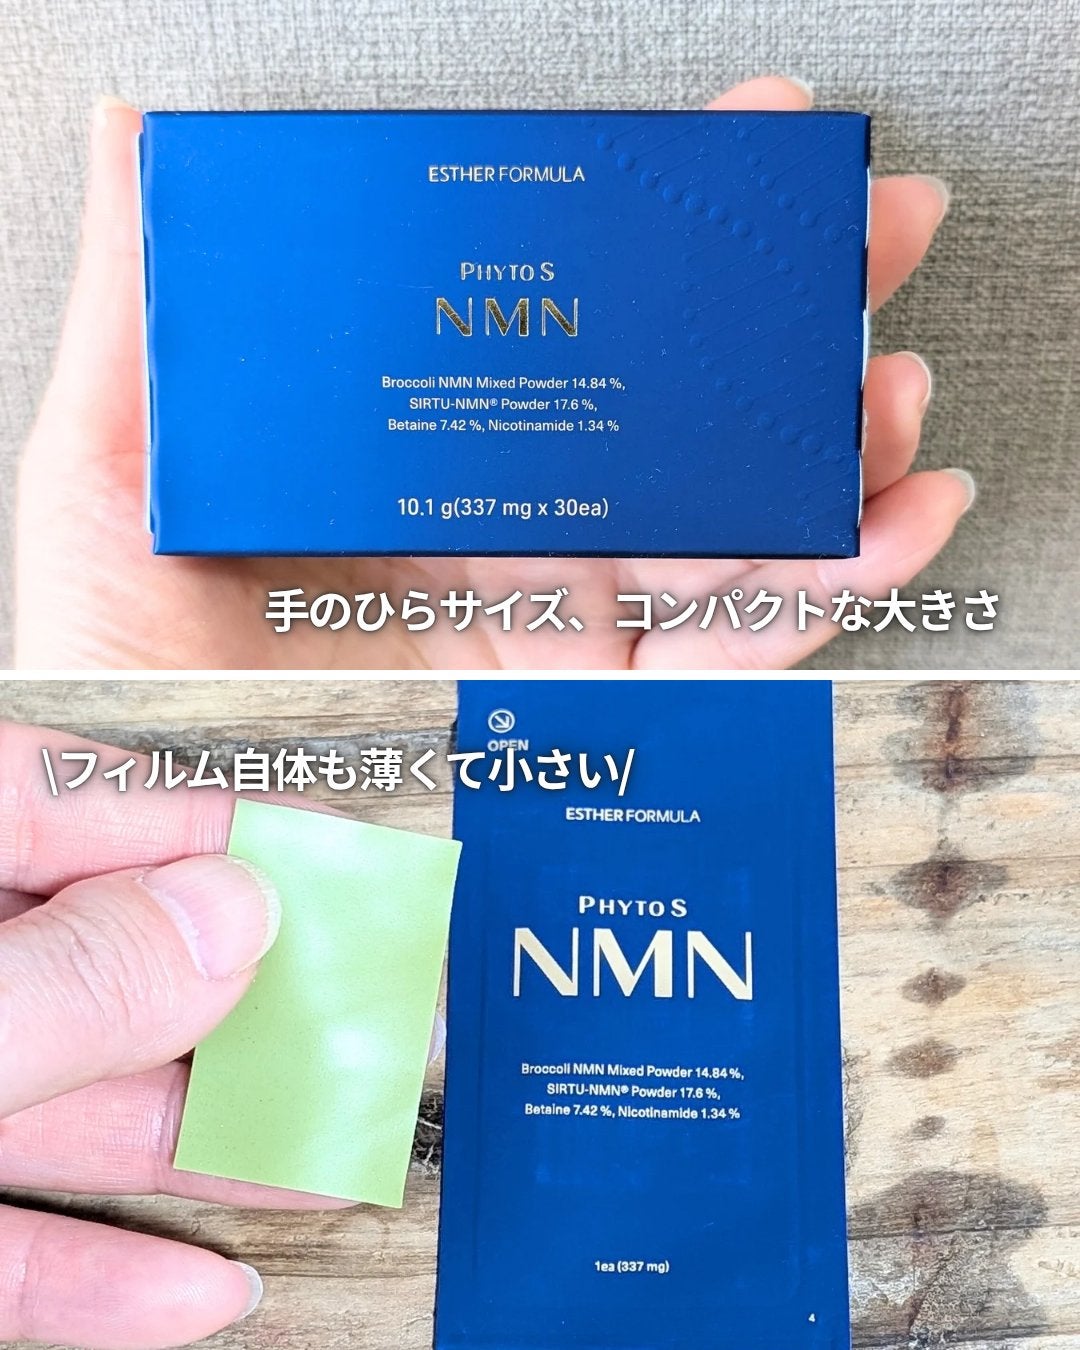 ESTHER FORMULA
PHYTO S
NMN
Broccoli NMN Mixed Powder 14.84 %,
SIRTU-NMN® Powder 17.6 %,
Betaine 7.42 %, Nicotinamide 1.34 %
10.1 g(337 mg x 30ea)
手のひらサイズ、コンパクトな大きさ
OPEN
\フィルム自体も薄くて小さい/
ESTHER FORMULA
PHYTO S
NMN
Broccoli NMN Mixed Powder 14.84 %,
SIRTU-NMN® Powder 17.6 %,
Betaine 7.42 %, Nicotinamide 1.34 %
1ea (337 mg)
4